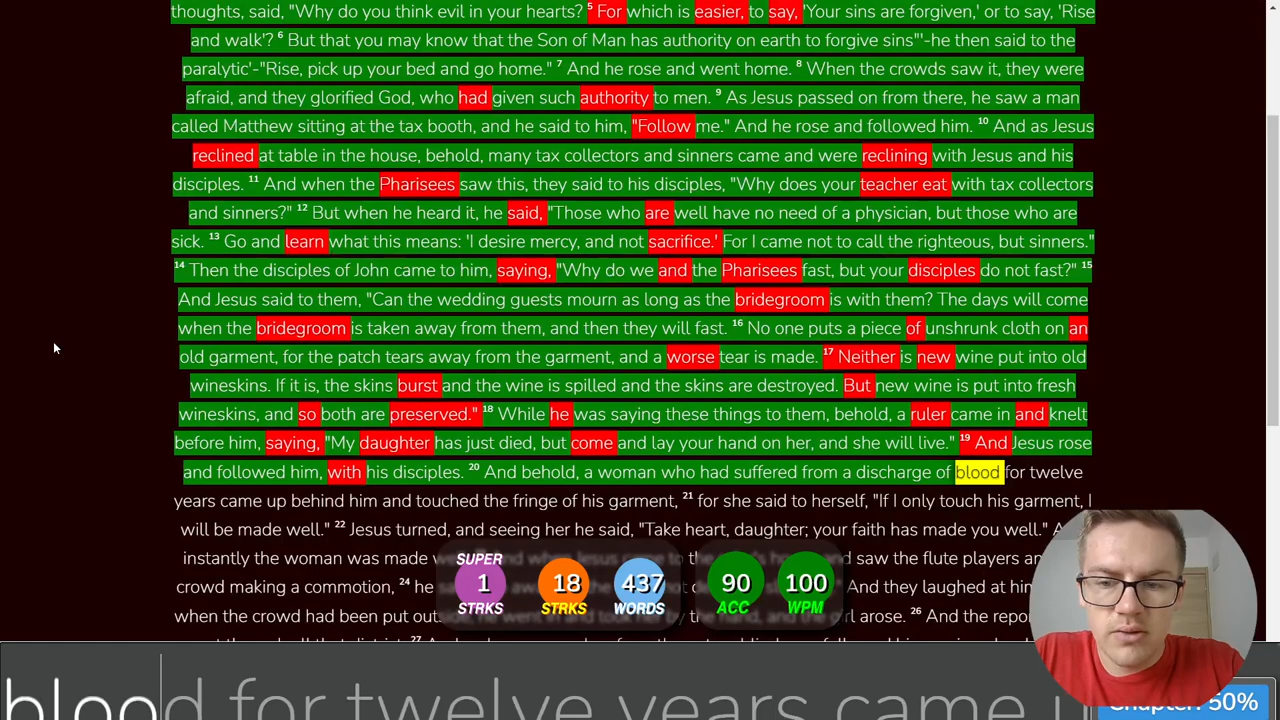 thoughts, said, "Why do you think evil in your hearts? 5 For which is easier, to say, 'Your sins are forgiven,' or to say, 'Rise
and walk'? 6 But that you may know that the Son of Man has authority on earth to forgive sins"'-he then said to the
paralytic'-"Rise, pick up your bed and go home." 7 And he rose and went home. 8 When the crowds saw it, they were
afraid, and they glorified God, who had given such authority to men. 9 As Jesus passed on from there, he saw a man
called Matthew sitting at the tax booth, and he said to him, "Follow me." And he rose and followed him. 10 And as Jesus
reclined at table in the house, behold, many tax collectors and sinners came and were reclining with Jesus and his
disciples. 11 And when the Pharisees saw this, they said to his disciples, "Why does your teacher eat with tax collectors
and sinners?" 12 But when he heard it, he said, "Those who are well have no need of a physician, but those who are
sick. 13 Go and learn what this means: 'I desire mercy, and not sacrifice.' For I came not to call the righteous, but sinners."
14 Then the disciples of John came to him, saying, "Why do we and the Pharisees fast, but your disciples do not fast?" 15
And Jesus said to them, "Can the wedding guests mourn as long as the bridegroom is with them? The days will come
when the bridegroom is taken away from them, and then they will fast. 16 No one puts a piece of unshrunk cloth on an
old garment, for the patch tears away from the garment, and a worse tear is made. 17 Neither is new wine put into old
wineskins. If it is, the skins burst and the wine is spilled and the skins are destroyed. But new wine is put into fresh
wineskins, and so both are preserved." 18 While he was saying these things to them, behold, a ruler came in and knelt
before him, saying, "My daughter has just died, but come and lay your hand on her, and she will live." 19 And Jesus rose
and followed him, with his disciples. 20 And behold, a woman who had suffered from a discharge of blood for twelve
years came up behind him and touched the fringe of his garment, 21 for she said to herself, "If I only touch his garment, I
will be made well." 22 Jesus turned, and seeing her he said, "Take heart, daughter; your faith has made you well."
instantly the woman was made the saw the flute players
crowd making a commotion, 24 he And they laughed at
when the crowd had been put the girl arose. 26 And the
SUPER
1 18 437 90 100
STRKS STRKS WORDS ACC WPM
blood for twelve years came
Chapter: 50%